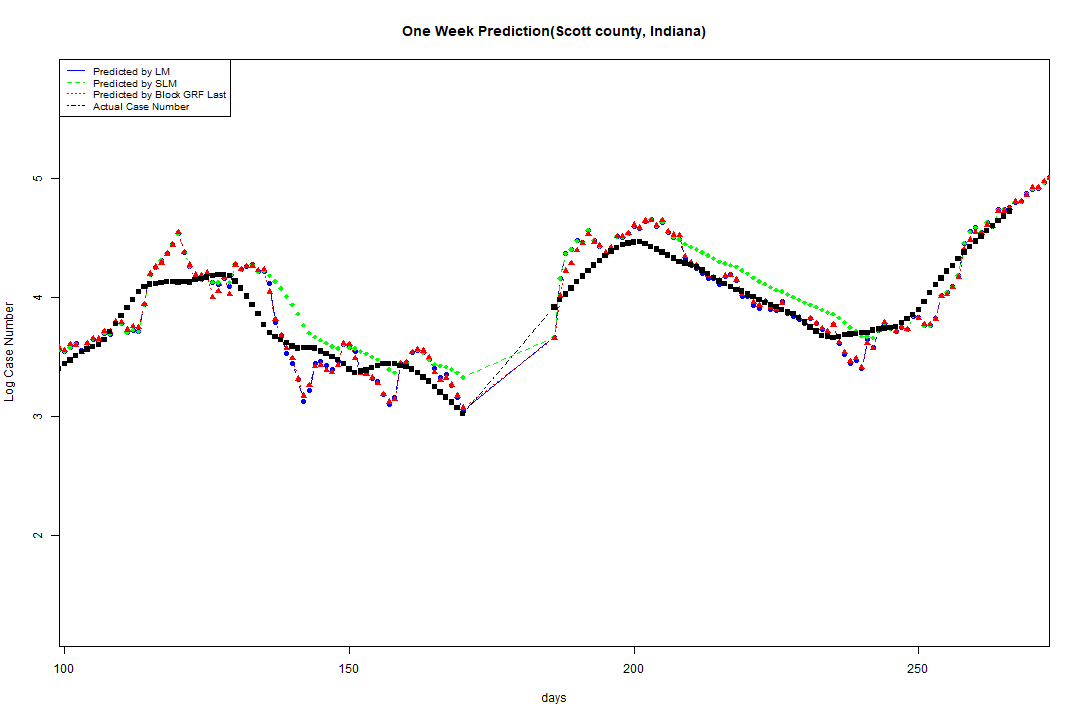 One Week Prediction(Scott county, Indiana)
Predicted by LM
Predicted by SLM
Predicted by Block GRF Last
Actual Case Number
5
4
3
2
Log Case Number
100 150 200 250
days